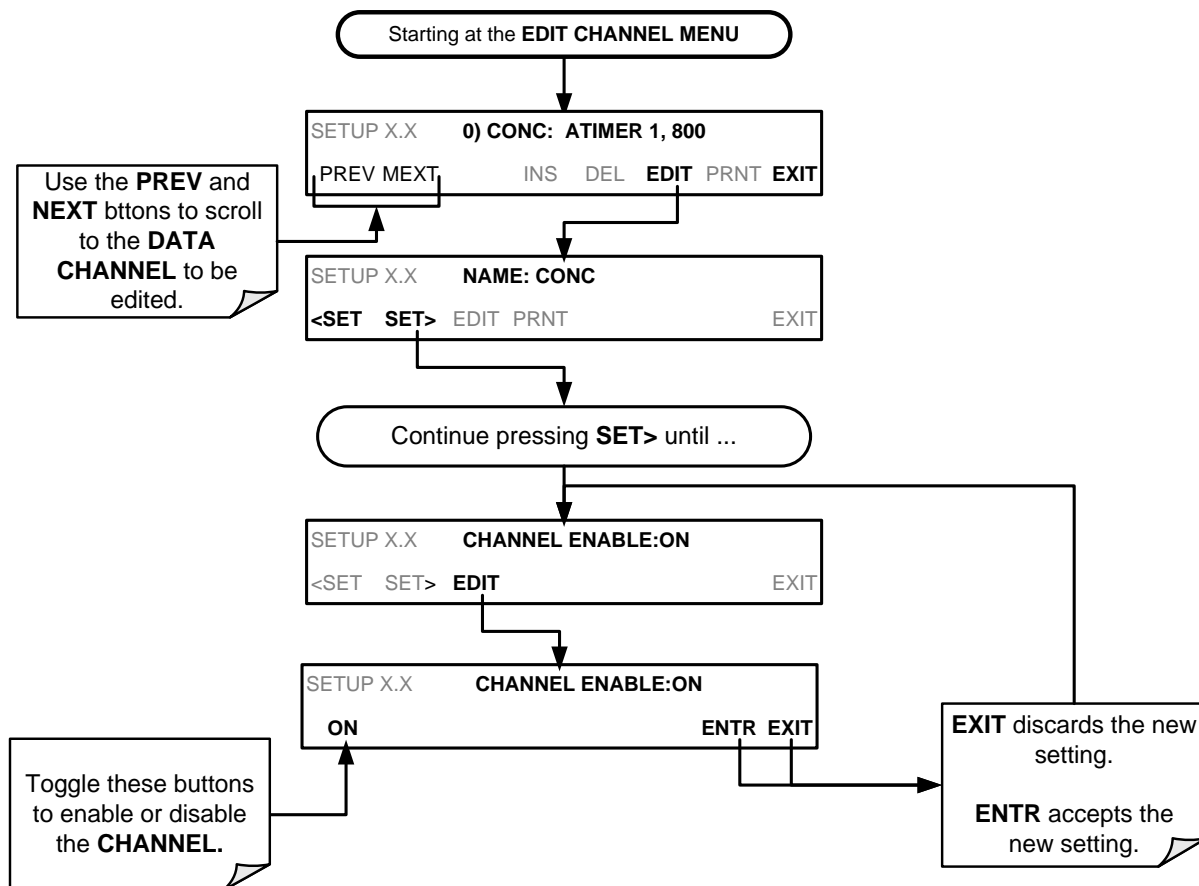 Starting at the EDIT CHANNEL MENU
SETUP X.X 0) CONC: ATIMER 1, 800
PREV MEXT INS DEL EDIT PRNT EXIT
Use the PREV and
NEXT bttons to scroll
to the DATA
CHANNEL to be
edited.
SETUP X.X NAME: CONC
<SET SET> EDIT PRNT EXIT
Continue pressing SET> until ...
SETUP X.X CHANNEL ENABLE:ON
<SET SET> EDIT EXIT
SETUP X.X CHANNEL ENABLE:ON
ON ENTR EXIT
Toggle these buttons
to enable or disable
the CHANNEL.
EXIT discards the new
setting.
ENTR accepts the
new setting.